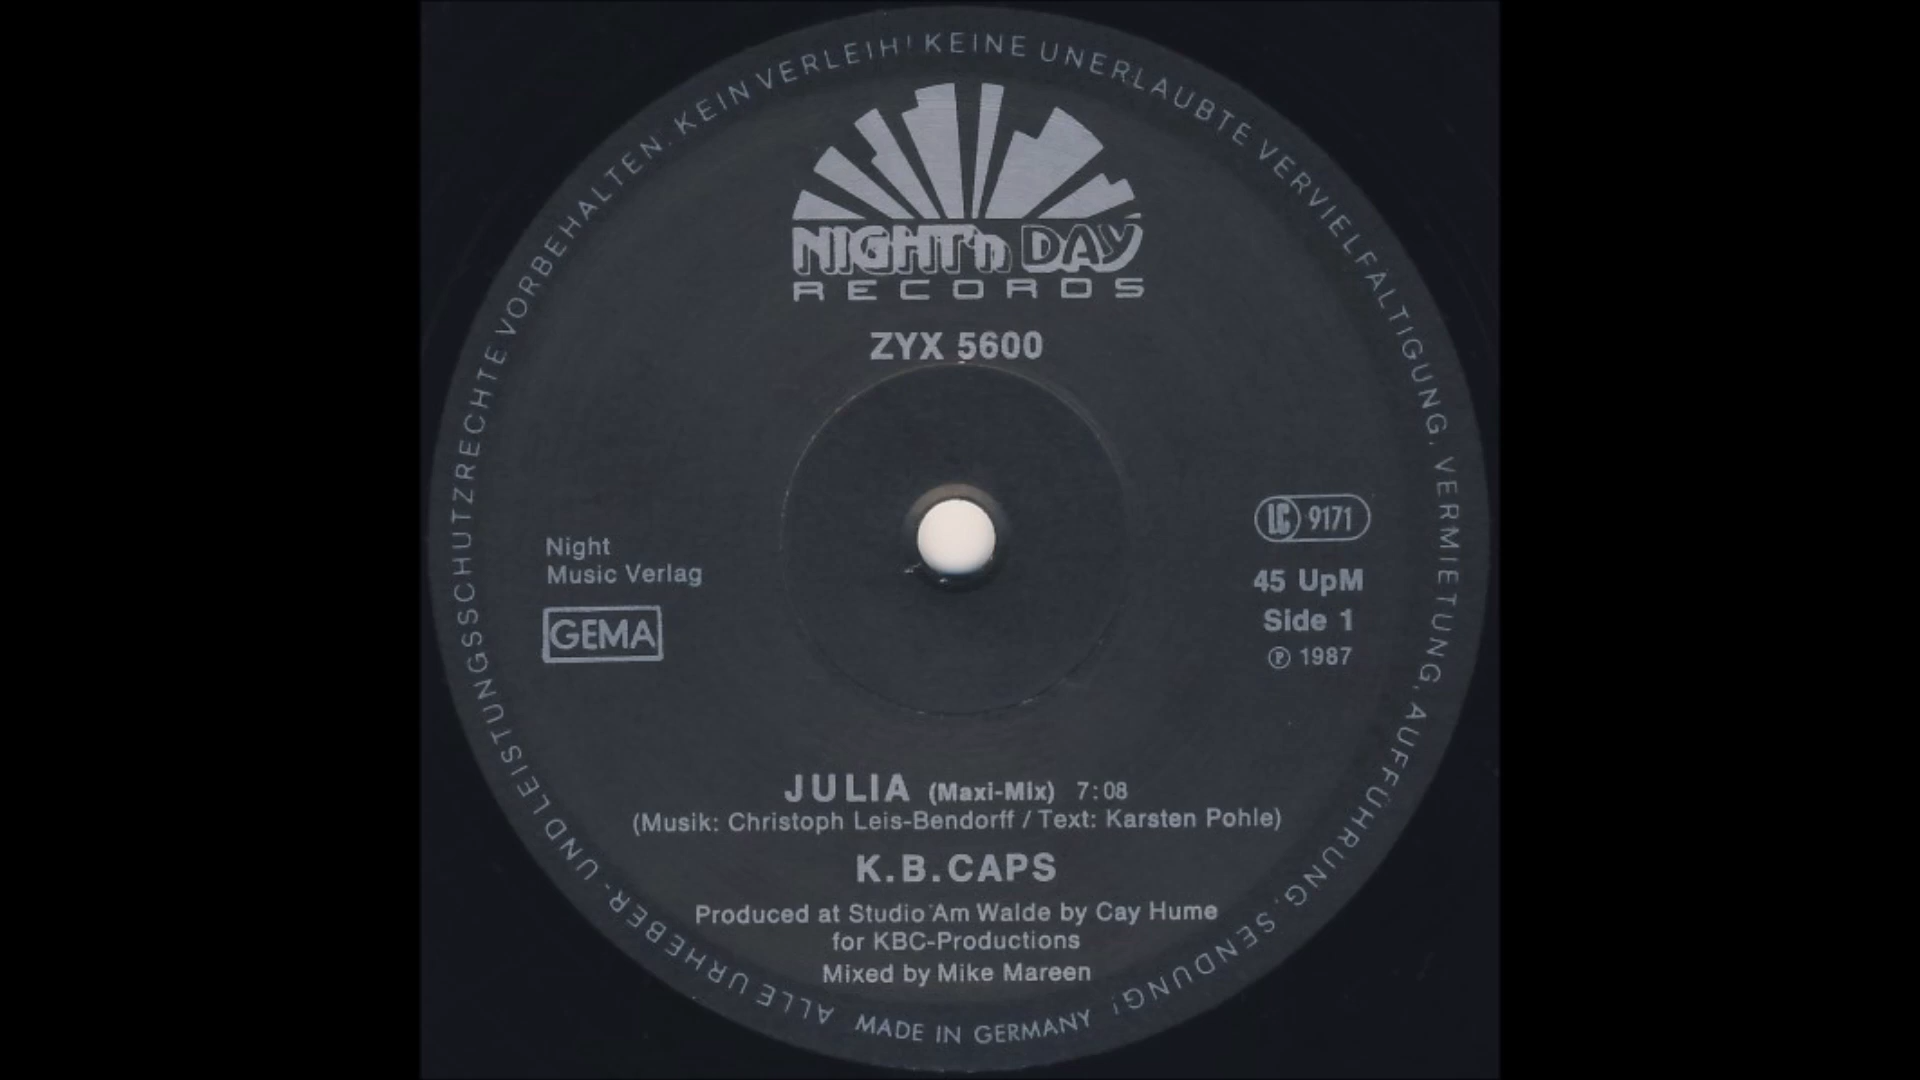 ALLE URHEBER- UND LEISTUNGSSCHUTZRECHTE VORBEHALTEN. KEIN VERLEIH! KEINE UNERLAUBTE VERVIELFÄLTIGUNG, VERMIETUNG, AUFFÜHRUNG, SENDUNG!
NIGHT'n DAY
RECORDS
ZYX 5600
Night
Music Verlag
GEMA
LC 9171
45 UpM
Side 1
℗ 1987
JULIA (Maxi-Mix) 7:08
(Musik: Christoph Leis-Bendorff / Text: Karsten Pohle)
K.B.CAPS
Produced at Studio Am Walde by Cay Hume
for KBC-Productions
Mixed by Mike Mareen
MADE IN GERMANY